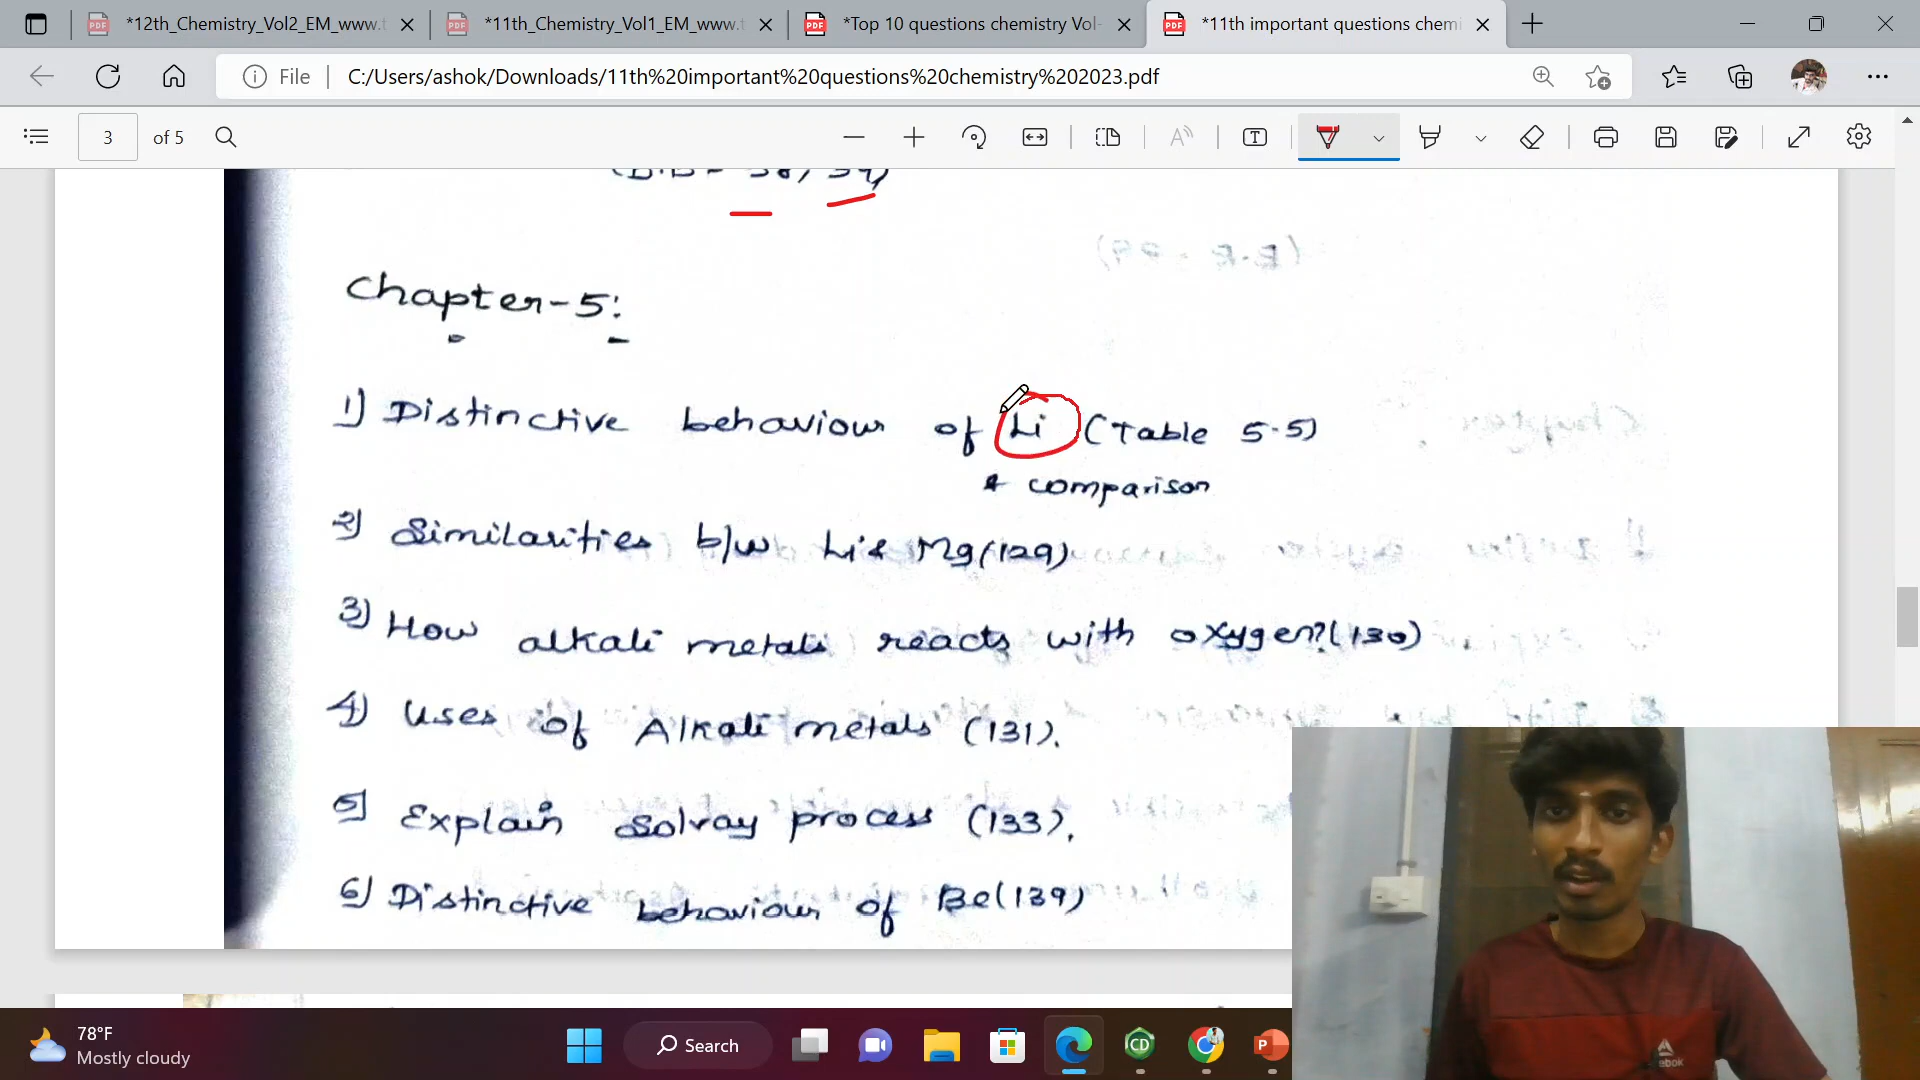 *12th_Chemistry_Vol2_EM_www.t
*11th_Chemistry_Vol1_EM_www.t
*Top 10 questions chemistry Vol-
*11th important questions chemi
File
C:/Users/ashok/Downloads/11th%20important%20questions%20chemistry%202023.pdf
3 of 5
Chapter-5:
1) Distinctive behaviour of Li (Table 5.5)
& comparison
2) Similarities b/w Li & Mg (129)
3) How alkali metals reacts with oxygen? (130)
4) Uses of Alkali metals (131).
5) Explain Solvay process (133).
6) Distinctive behaviour of Be (139)
78°F
Mostly cloudy
Search